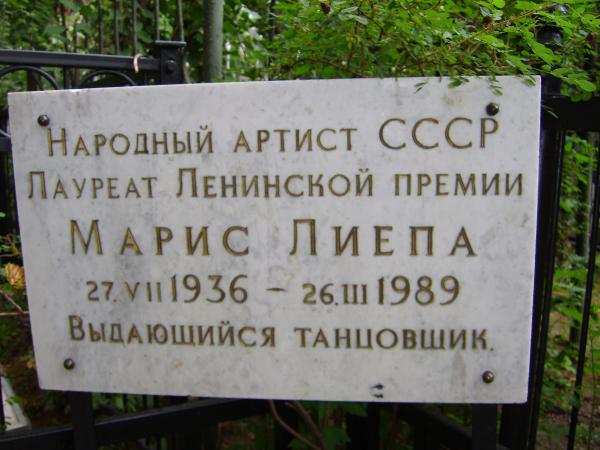 Народный артист СССР
Лауреат Ленинской премии
Марис Лиепа
27.VII 1936 – 26.III 1989
Выдающийся танцовщик.